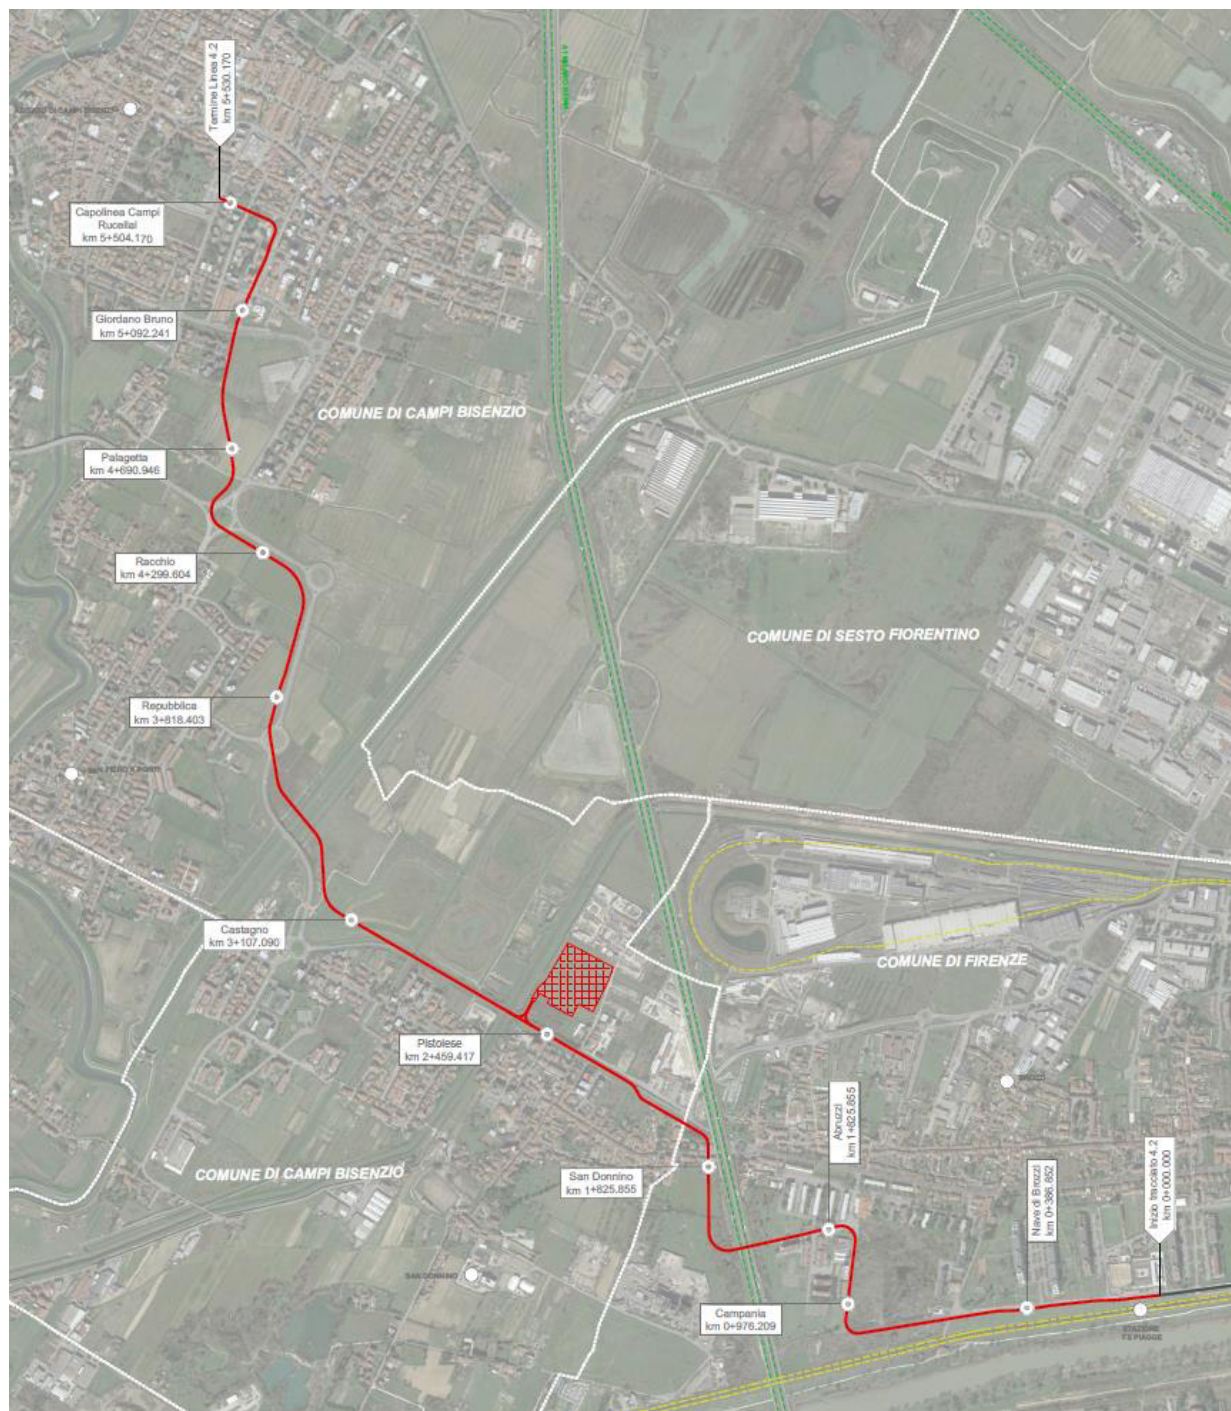 Termine Linea 4.2
km 5+530.170
Capolinea Campi
Rucellai
km 5+504.170
Giordano Bruno
km 5+092.241
COMUNE DI CAMPI BISENZIO
Palagetta
km 4+690.946
Racchio
km 4+299.604
COMUNE DI SESTO FIORENTINO
Repubblica
km 3+818.403
Castagno
km 3+107.090
COMUNE DI FIRENZE
Pistoiese
km 2+459.417
Abruzzi
km 1+625.855
San Donnino
km 1+825.855
COMUNE DI CAMPI BISENZIO
Inizio tracciato 4.2
km 0+000.000
Nave di Brozzi
km 0+386.652
SAN DONNINO
Campania
km 0+976.209
STAZIONE